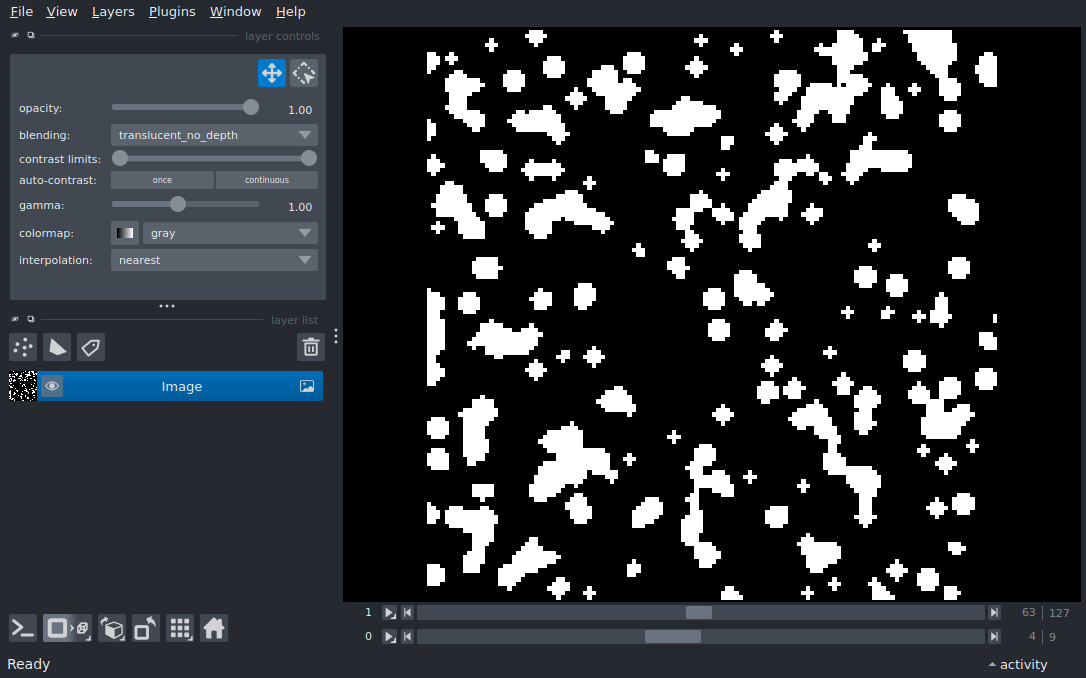 File View Layers Plugins Window Help
layer controls
opacity: 1.00
blending: translucent_no_depth
contrast limits:
auto-contrast: once continuous
gamma: 1.00
colormap: gray
interpolation: nearest
layer list
Image
1 63 127
0 4 9
Ready activity